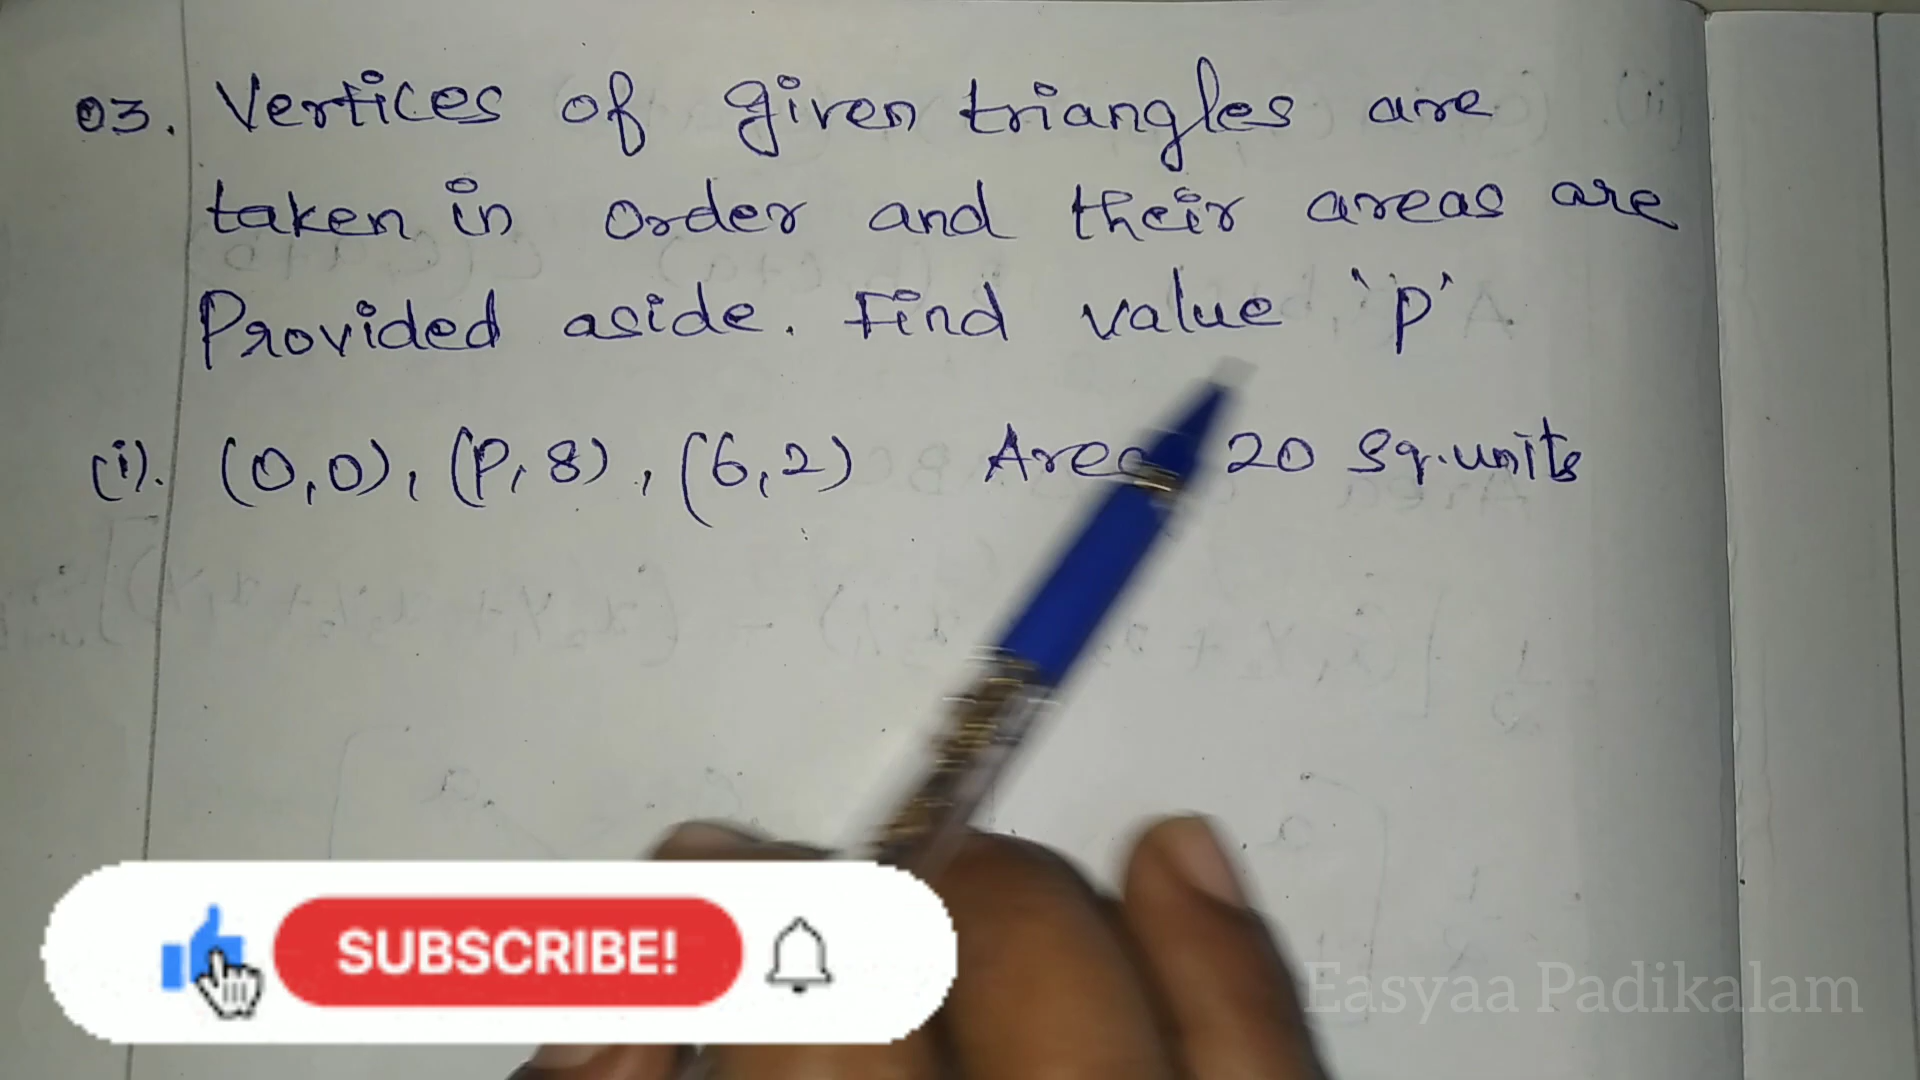 03. Vertices of given triangles are
taken in order and their areas are
Provided aside. Find value 'p'
(i). (0,0), (P,8), (6,2) Area 20 Sq.units
SUBSCRIBE!
Easyaa Padikalam